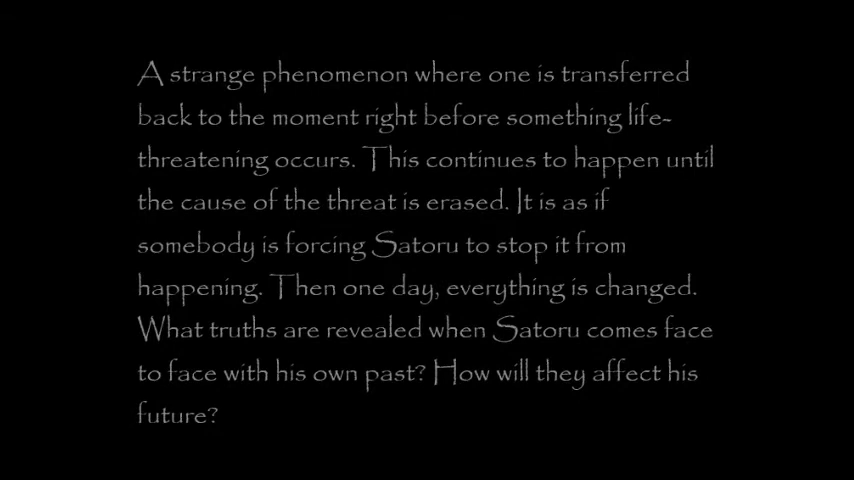 A strange phenomenon where one is transferred
back to the moment right before something life-
threatening occurs. This continues to happen until
the cause of the threat is erased. It is as if
somebody is forcing Satoru to stop it from
happening. Then one day, everything is changed.
What truths are revealed when Satoru comes face
to face with his own past? How will they affect his
future?